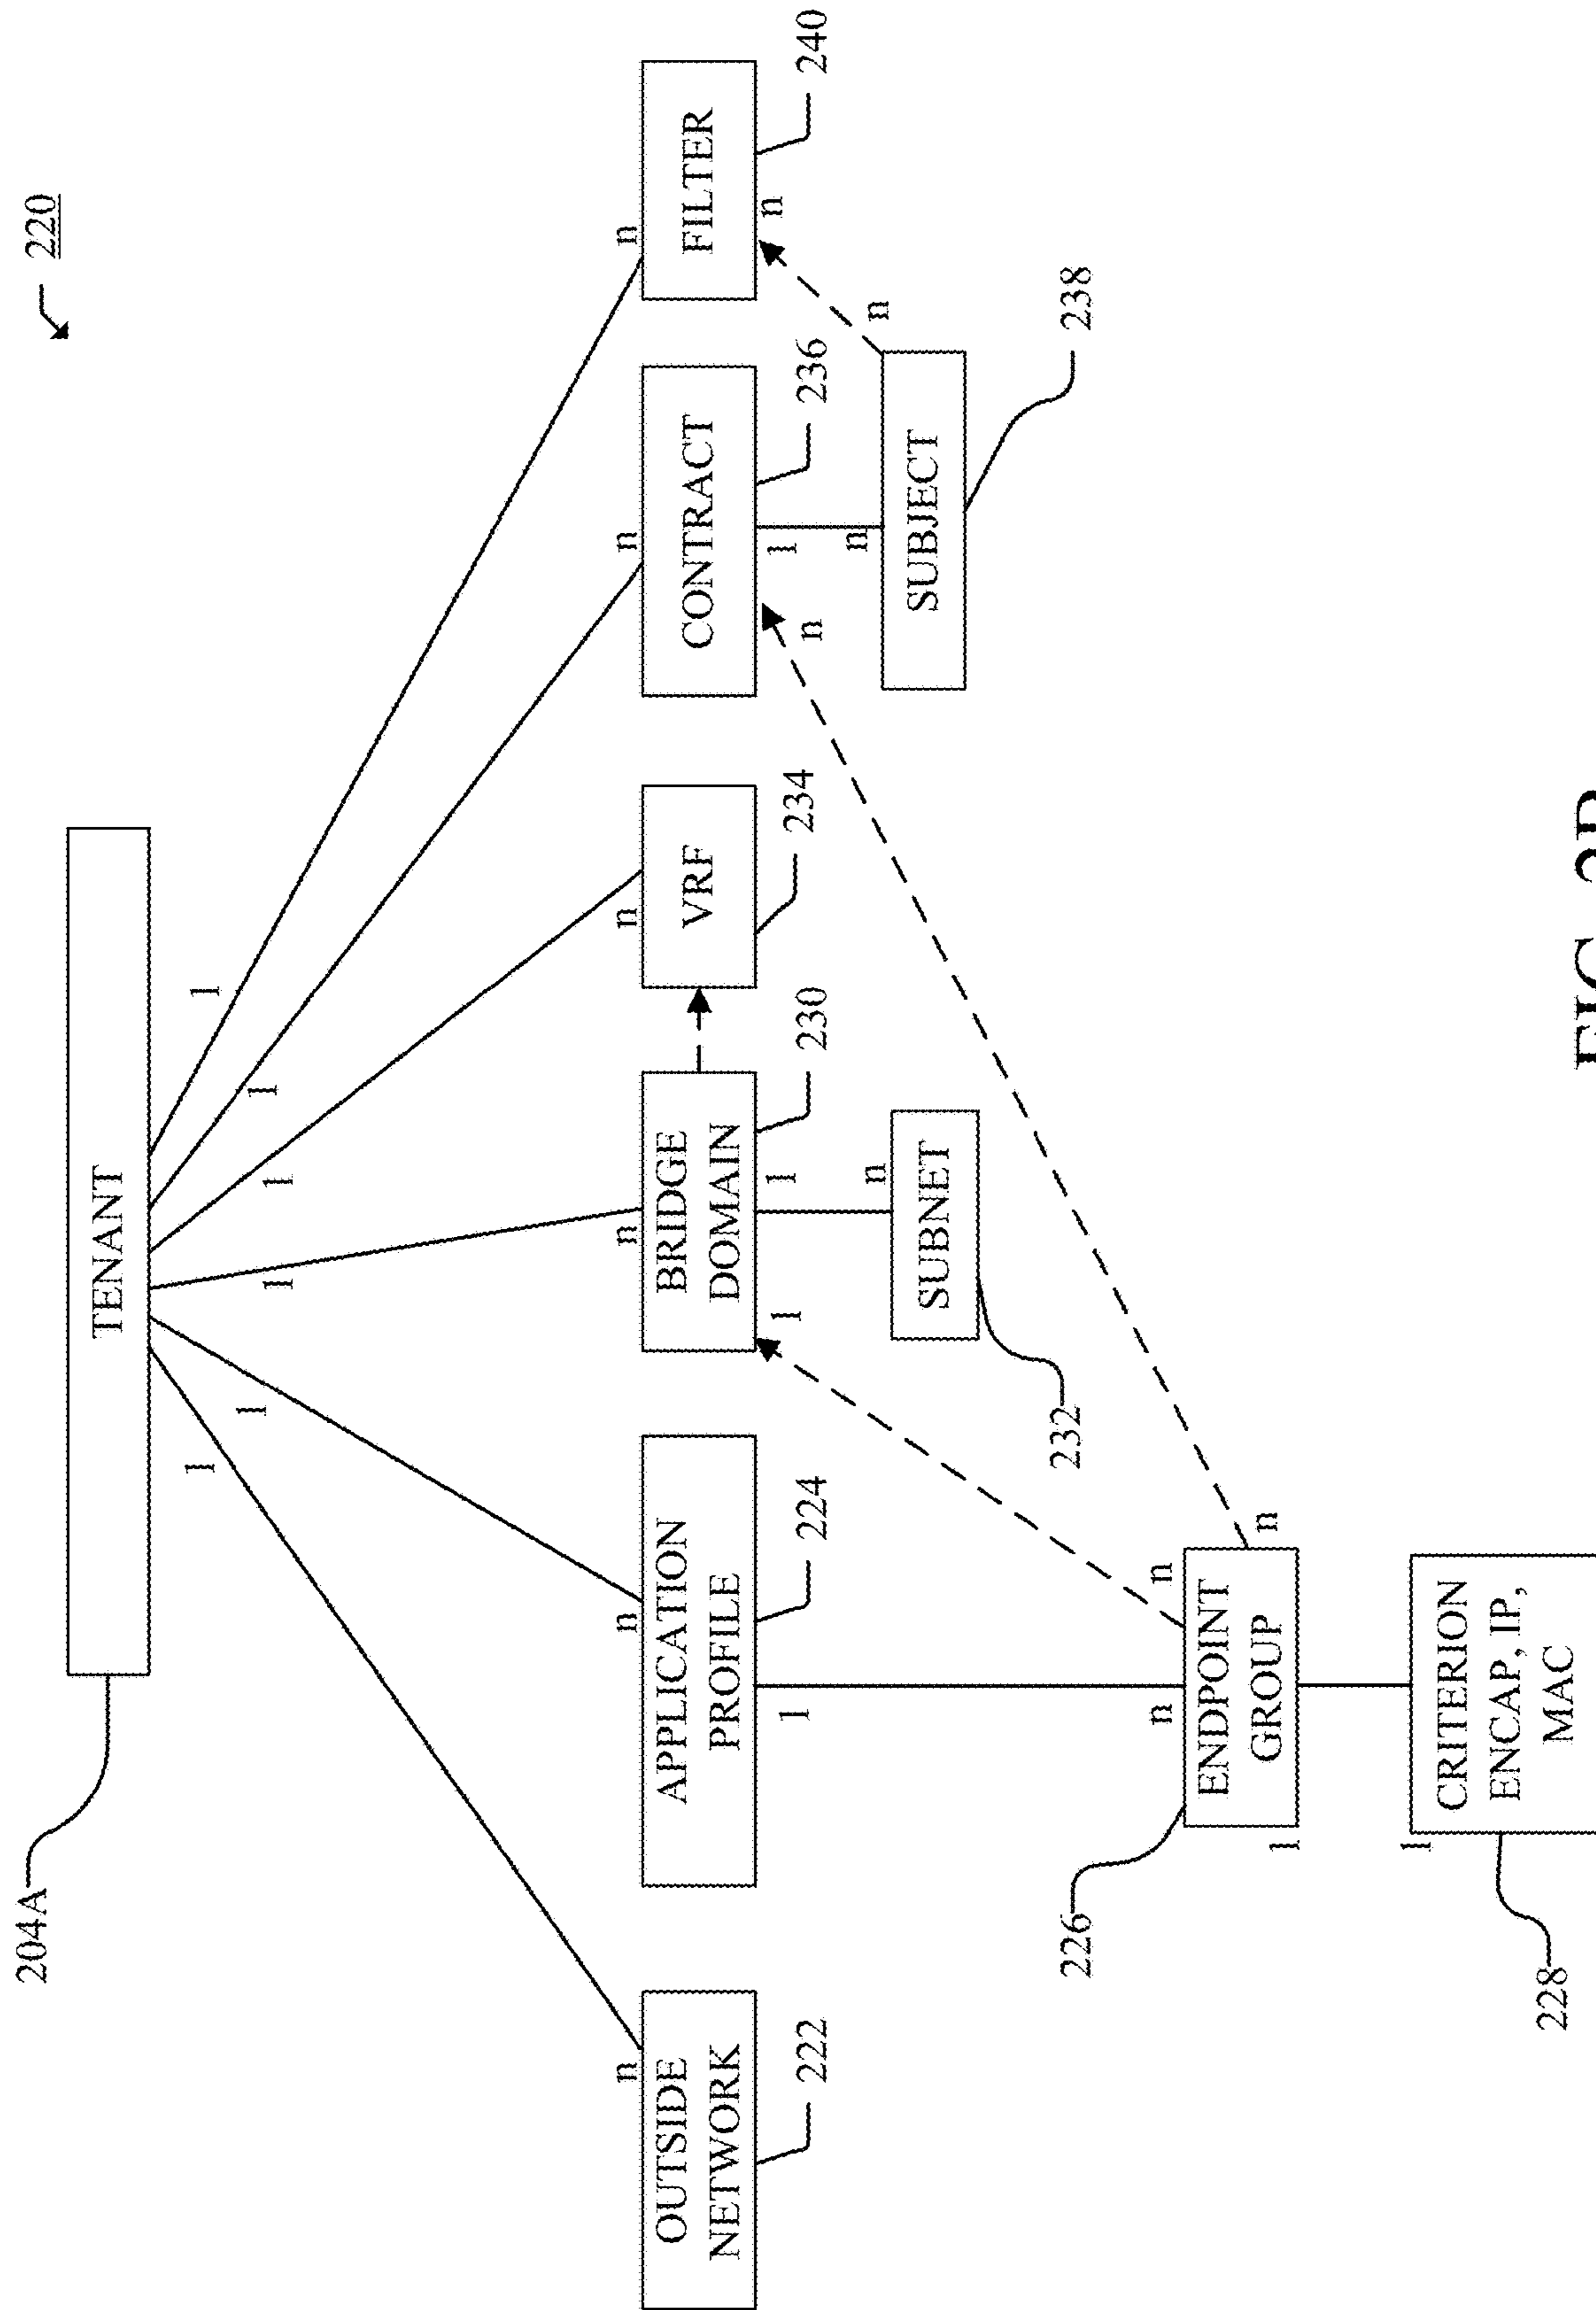 204A
220
TENANT
1
1
1
1
1
1
n
n
n
n
n
n
OUTSIDE
NETWORK
APPLICATION
PROFILE
BRIDGE
DOMAIN
VRF
CONTRACT
FILTER
222
224
230
234
236
240
1
1
1
n
1
n
n
n
n
SUBNET
SUBJECT
232
238
226
n
n
n
ENDPOINT
GROUP
1
1
CRITERION
ENCAP, IP,
MAC
228
FIG